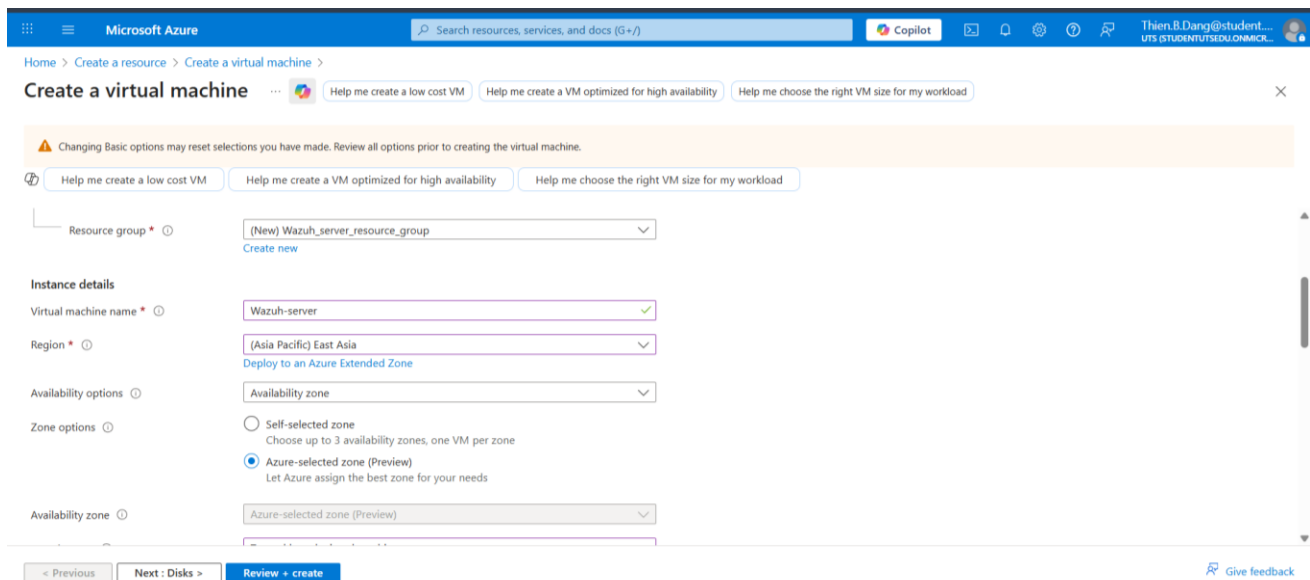 Microsoft Azure
Search resources, services, and docs (G+/)
Copilot
Thien.B.Dang@student....
UTS (STUDENTUTSEDU.ONMICR...
Home > Create a resource > Create a virtual machine >
Create a virtual machine ...
Help me create a low cost VM
Help me create a VM optimized for high availability
Help me choose the right VM size for my workload
Changing Basic options may reset selections you have made. Review all options prior to creating the virtual machine.
Help me create a low cost VM
Help me create a VM optimized for high availability
Help me choose the right VM size for my workload
Resource group *
(New) Wazuh_server_resource_group
Create new
Instance details
Virtual machine name *
Wazuh-server
Region *
(Asia Pacific) East Asia
Deploy to an Azure Extended Zone
Availability options
Availability zone
Zone options
Self-selected zone
Choose up to 3 availability zones, one VM per zone
Azure-selected zone (Preview)
Let Azure assign the best zone for your needs
Availability zone
Azure-selected zone (Preview)
< Previous
Next : Disks >
Review + create
Give feedback